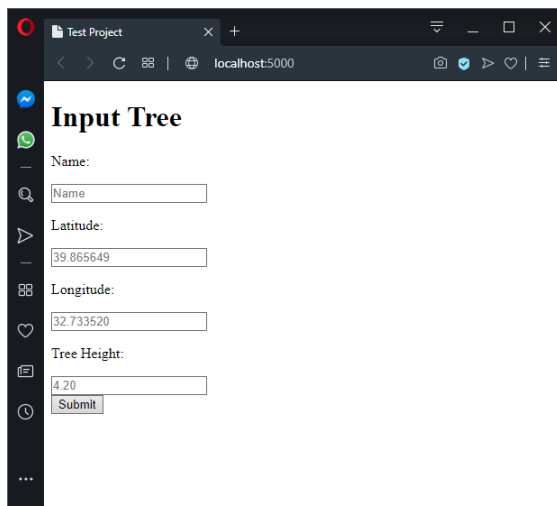 Test Project
localhost:5000
Input Tree
Name:
Name
Latitude:
39.865649
Longitude:
32.733520
Tree Height:
4.20
Submit